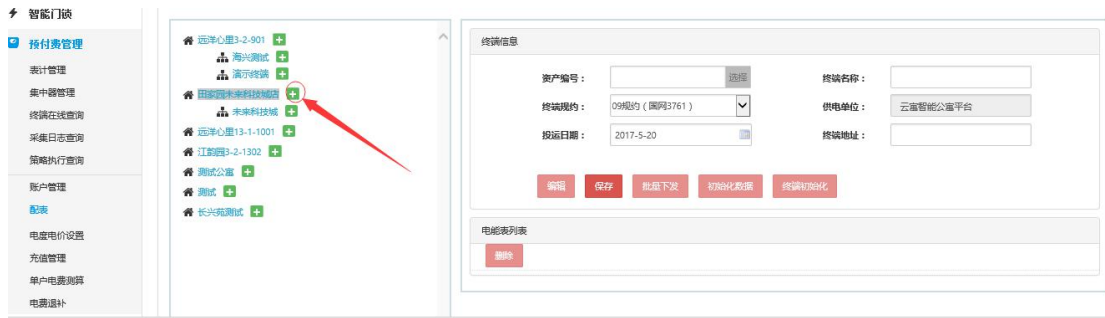 智能门锁
预付费管理
表计管理
集中器管理
终端在线查询
采集日志查询
策略执行查询
账户管理
配表
电度电价设置
充值管理
单户电费测算
电费退补
远洋心里3-2-901
海兴测试
演示终端
田家园未来科技城店
未来科技城
远洋心里13-1-1001
江韵园3-2-1302
测试公寓
测试
长兴苑测试
终端信息
资产编号： 选择 终端名称：
终端规约： 09规约（国网3761） 供电单位： 云寓智能公寓平台
投运日期： 2017-5-20 终端地址：
编辑 保存 批量下发 初始化数据 终端初始化
电能表列表
删除